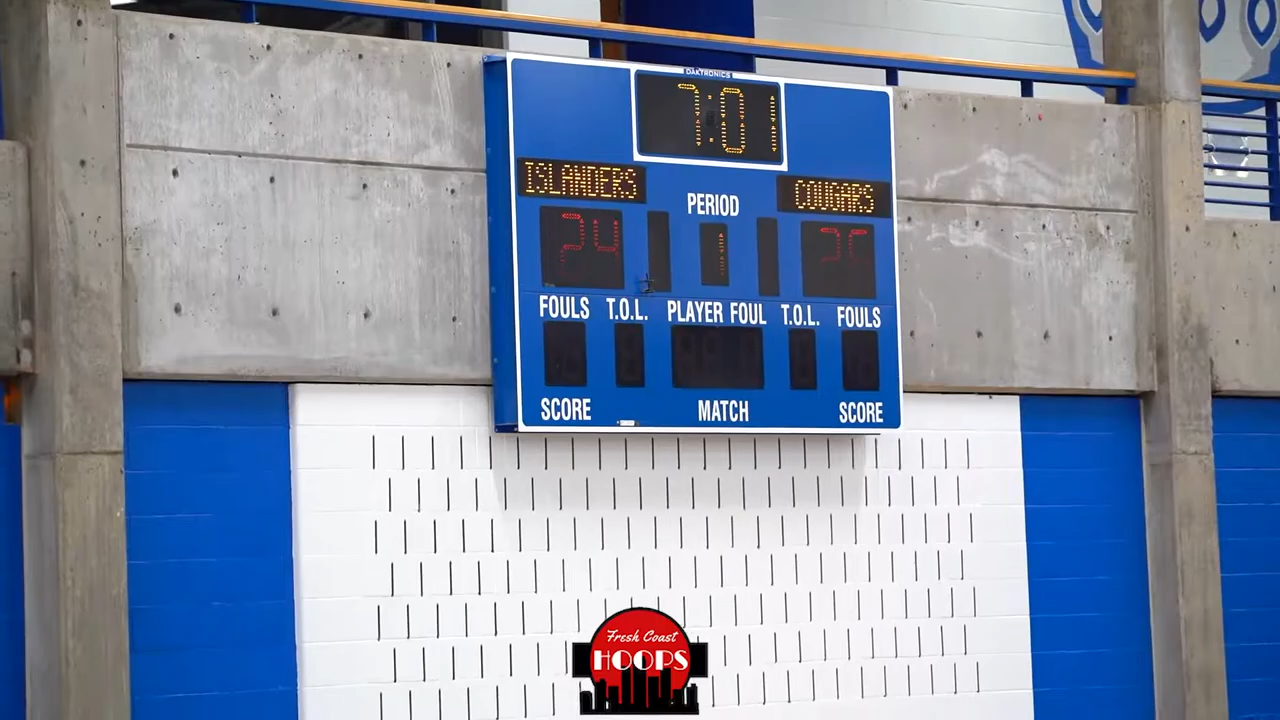 DAKTRONICS
7:01
ISLANDERS
COUGARS
PERIOD
24
1
FOULS T.O.L. PLAYER FOUL T.O.L. FOULS
SCORE MATCH SCORE
Fresh Coast
HOOPS